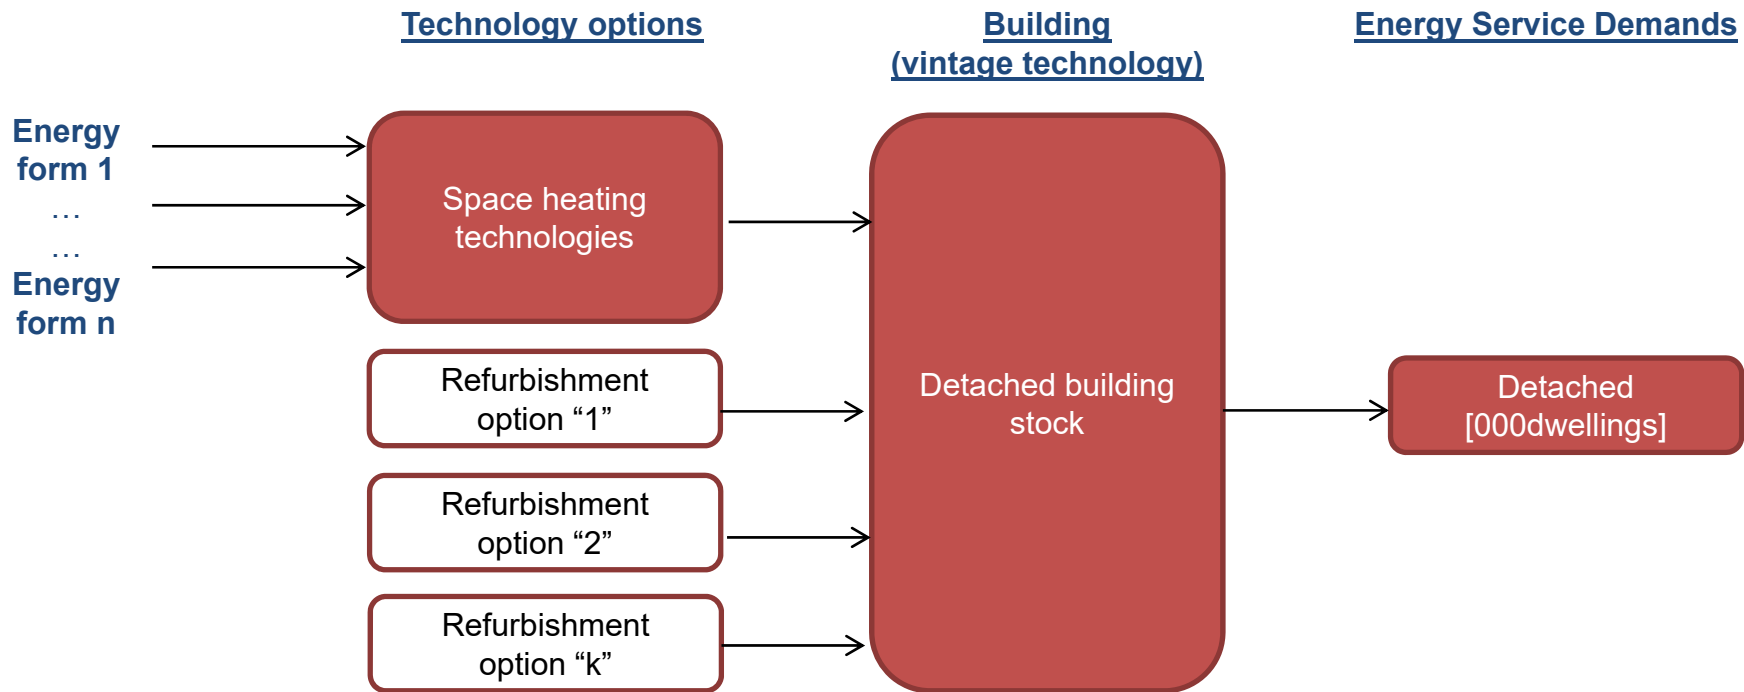 Technology options
Building
(vintage technology)
Energy Service Demands
Energy
form 1
…
…
Energy
form n
Space heating
technologies
Refurbishment
option “1”
Refurbishment
option “2”
Refurbishment
option “k”
Detached building
stock
Detached
[000dwellings]